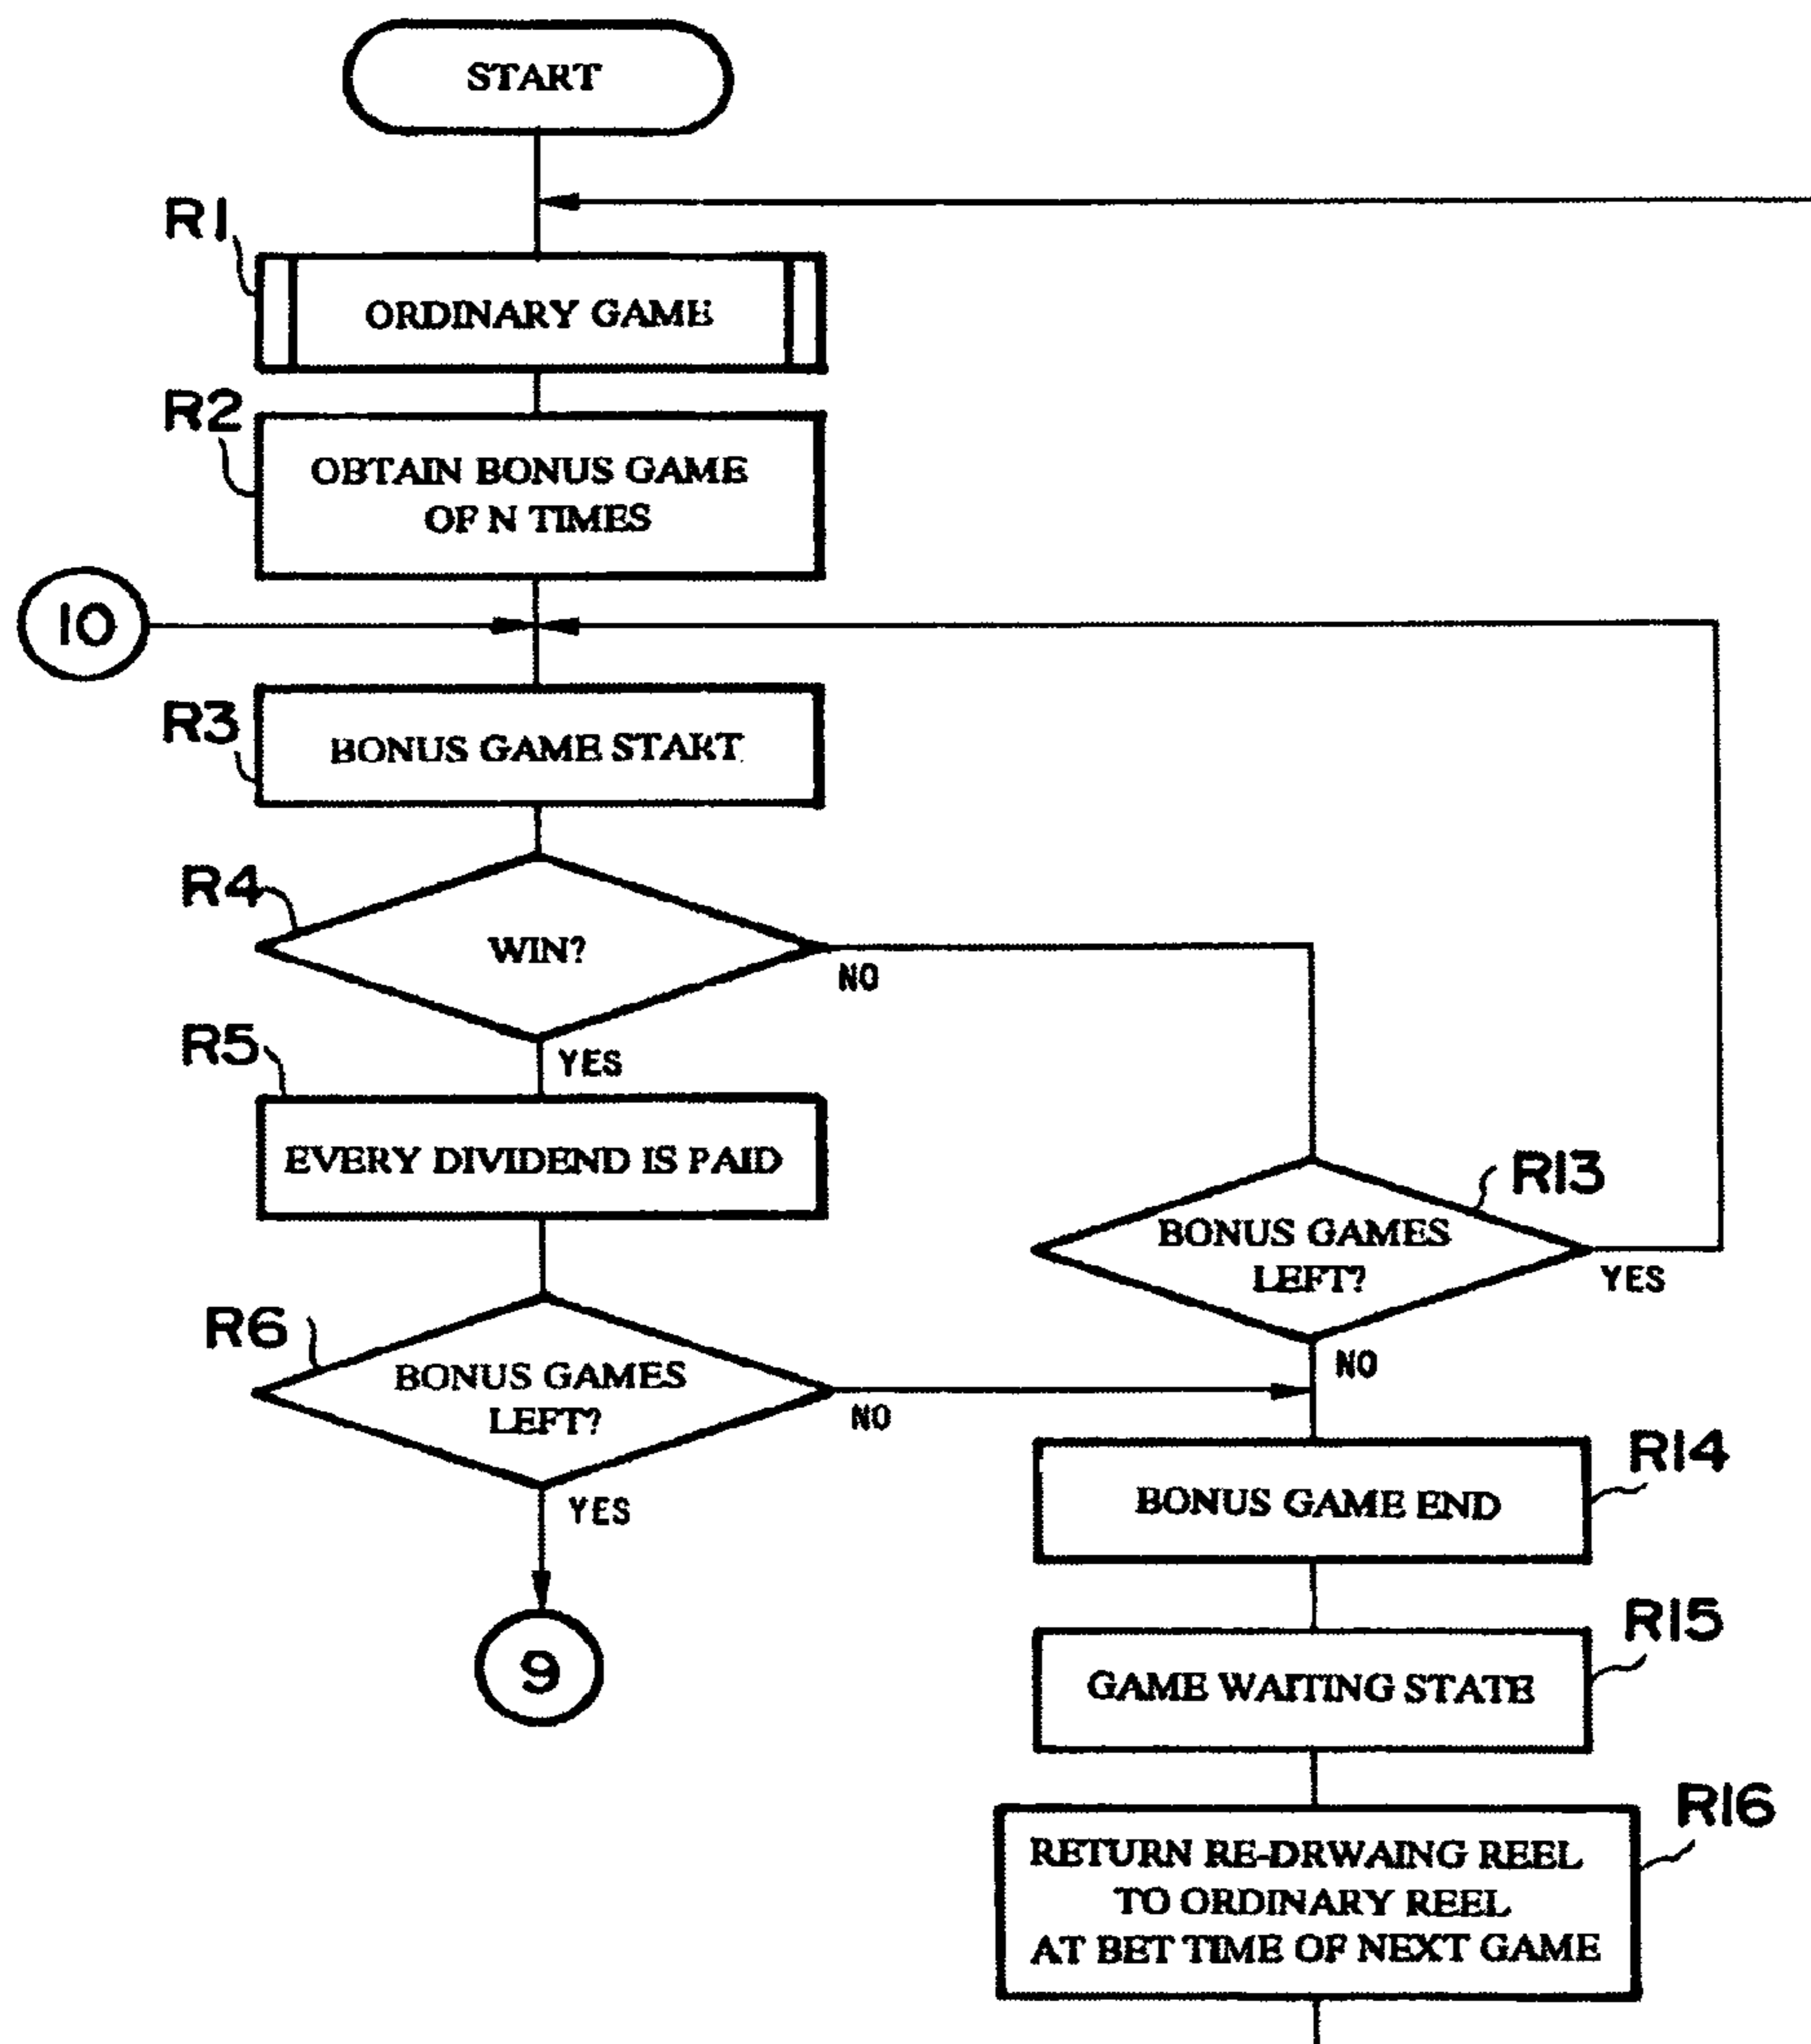 START
R1
ORDINARY GAME
R2
OBTAIN BONUS GAME
OF N TIMES
10
R3
BONUS GAME START
R4
WIN?
NO
YES
R5
EVERY DIVIDEND IS PAID
R13
BONUS GAMES
LEFT?
YES
NO
R6
BONUS GAMES
LEFT?
NO
YES
9
R14
BONUS GAME END
R15
GAME WAITING STATE
R16
RETURN RE-DRWAING REEL
TO ORDINARY REEL
AT BET TIME OF NEXT GAME